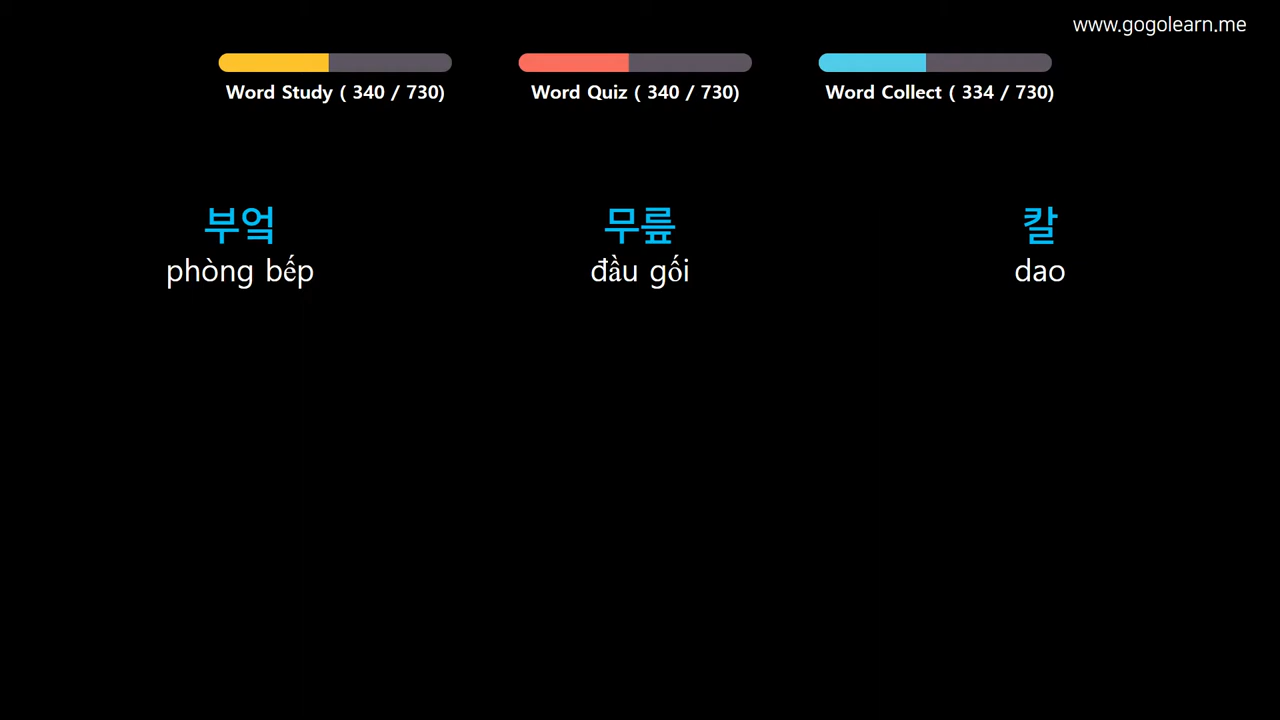 www.gogolearn.me
Word Study ( 340 / 730)
Word Quiz ( 340 / 730)
Word Collect ( 334 / 730)
부엌
phòng bếp
무릎
đầu gối
칼
dao